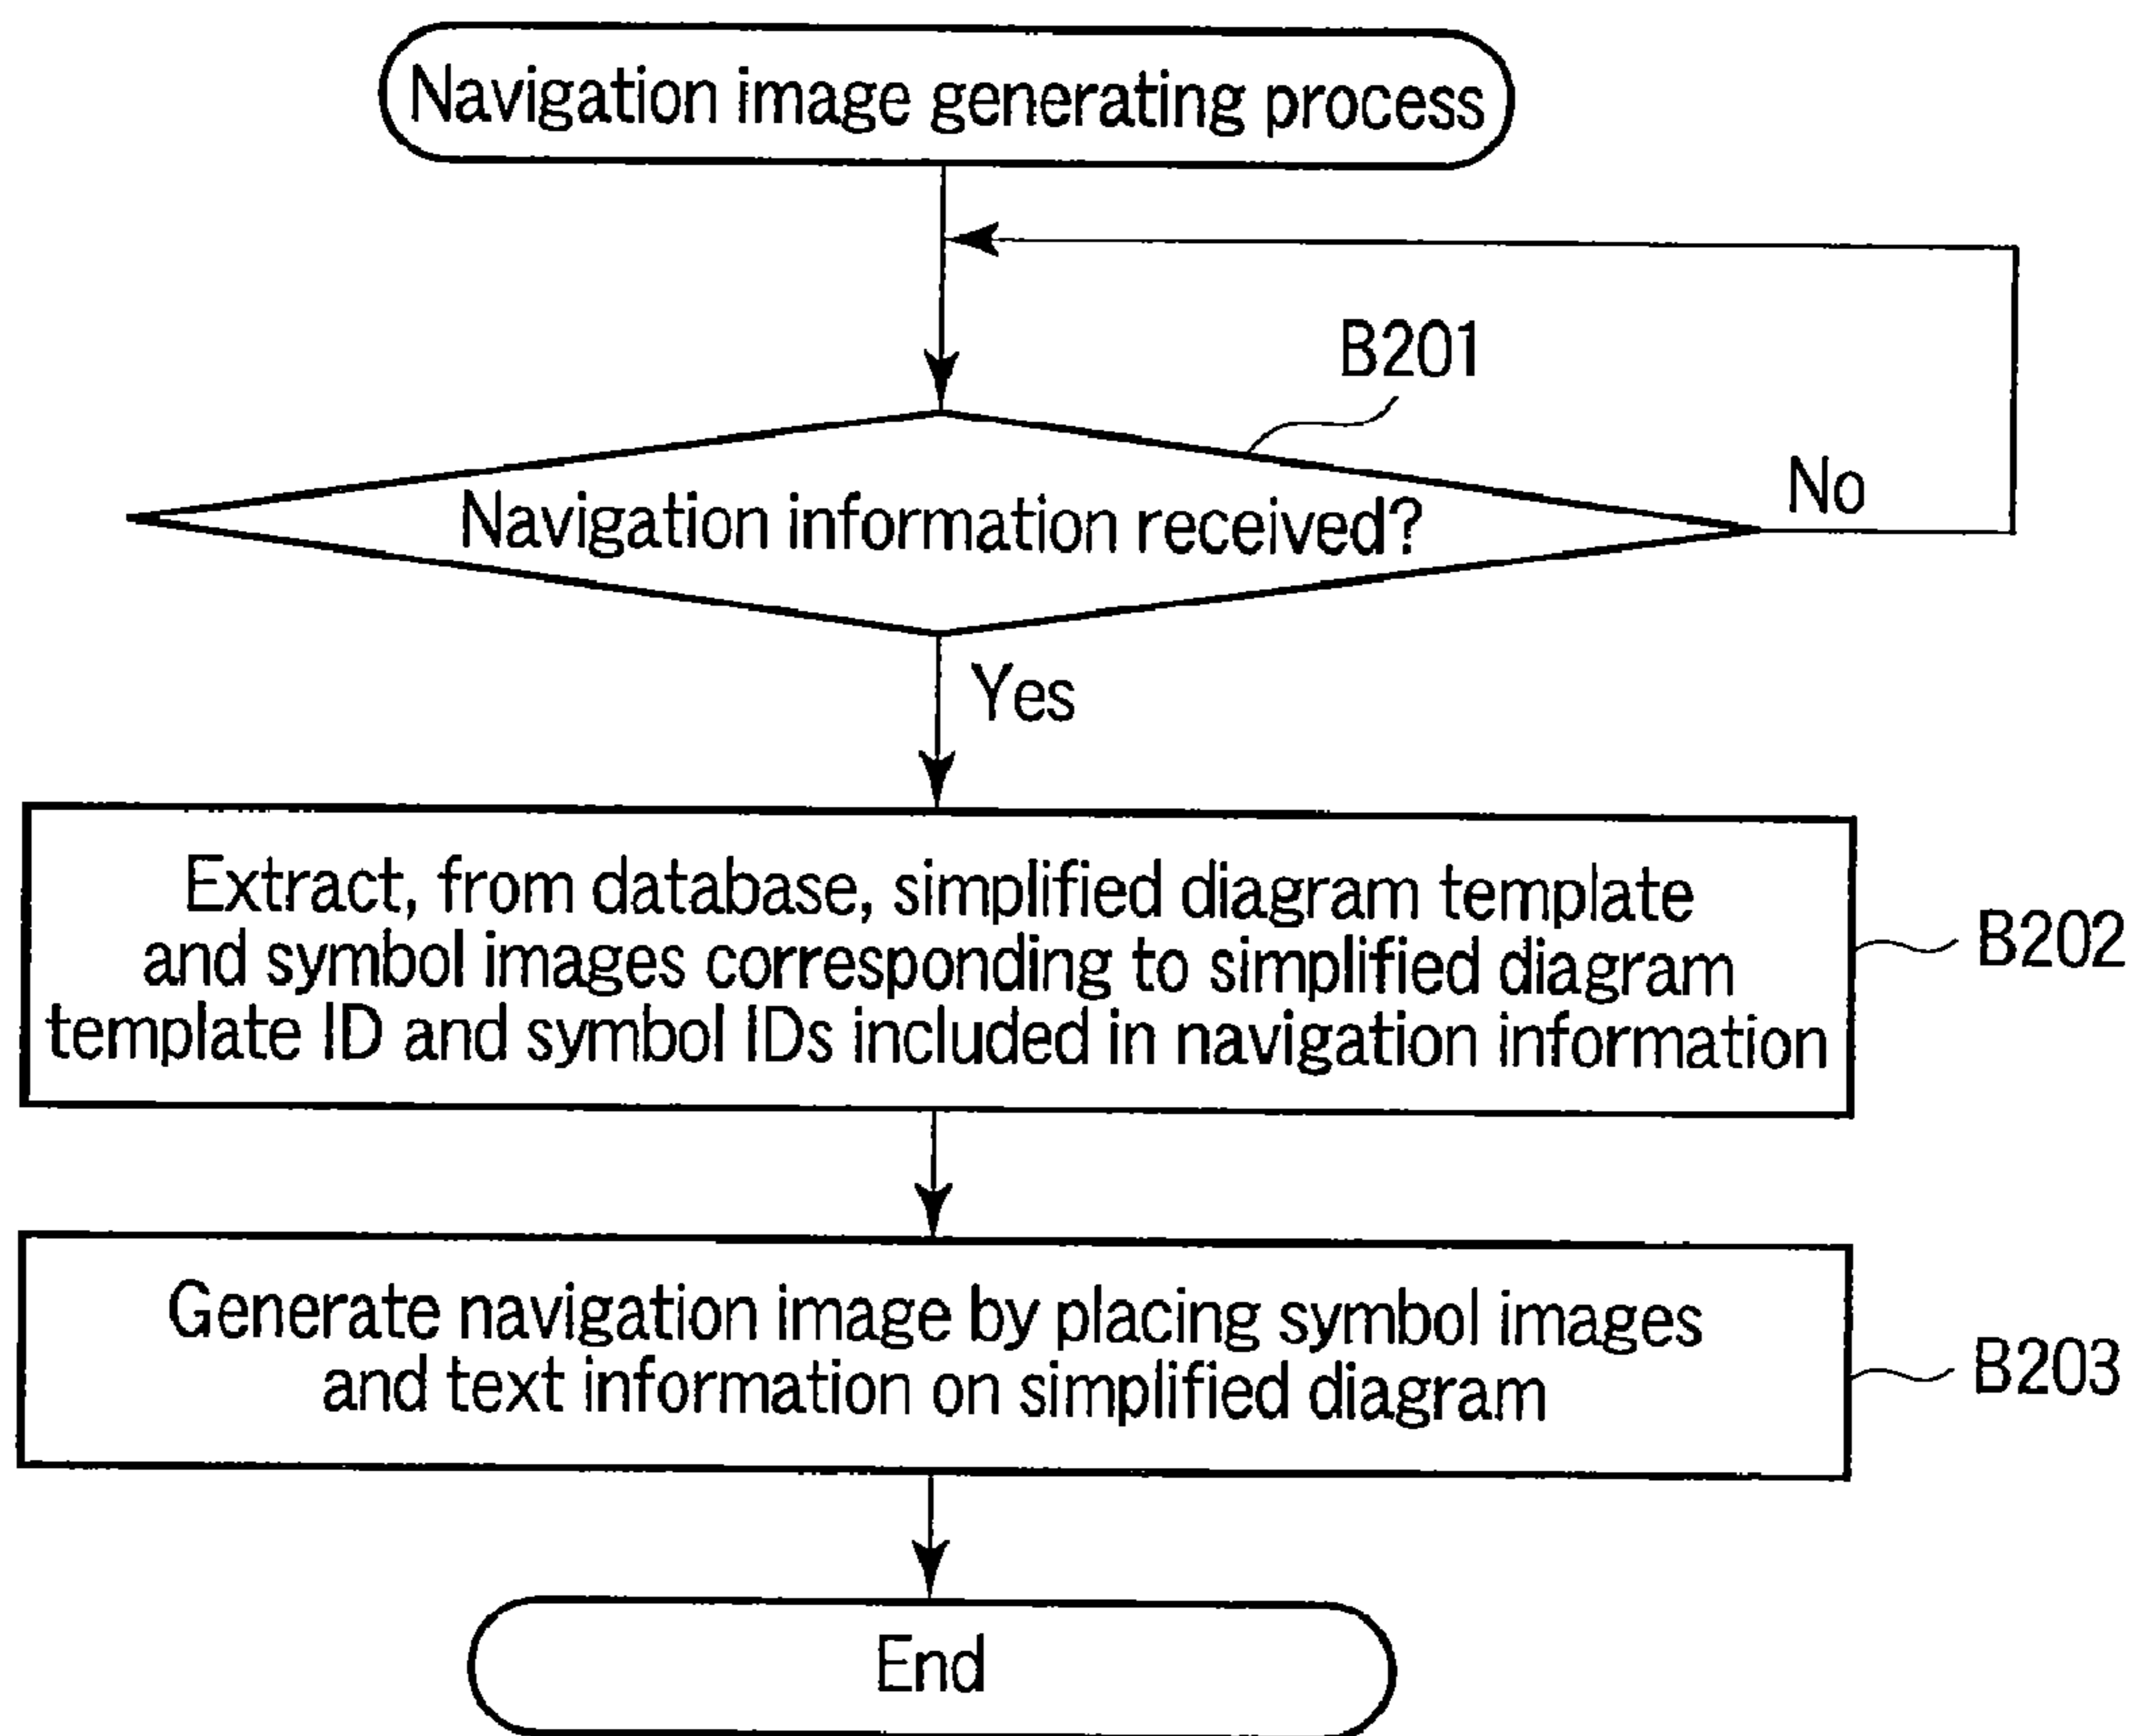 Navigation image generating process
B201
Navigation information received?
No
Yes
Extract, from database, simplified diagram template
and symbol images corresponding to simplified diagram
template ID and symbol IDs included in navigation information
B202
Generate navigation image by placing symbol images
and text information on simplified diagram
B203
End